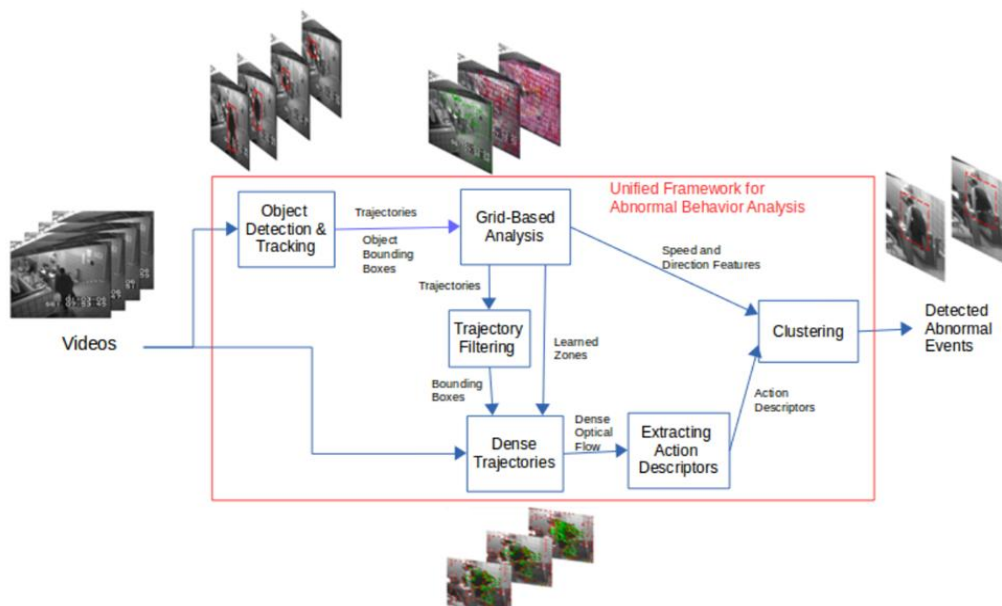 Unified Framework for
Abnormal Behavior Analysis
Object
Detection &
Tracking
Trajectories
Object
Bounding
Boxes
Grid-Based
Analysis
Speed and
Direction Features
Trajectories
Trajectory
Filtering
Learned
Zones
Clustering
Detected
Abnormal
Events
Videos
Bounding
Boxes
Action
Descriptors
Dense
Trajectories
Dense
Optical
Flow
Extracting
Action
Descriptors